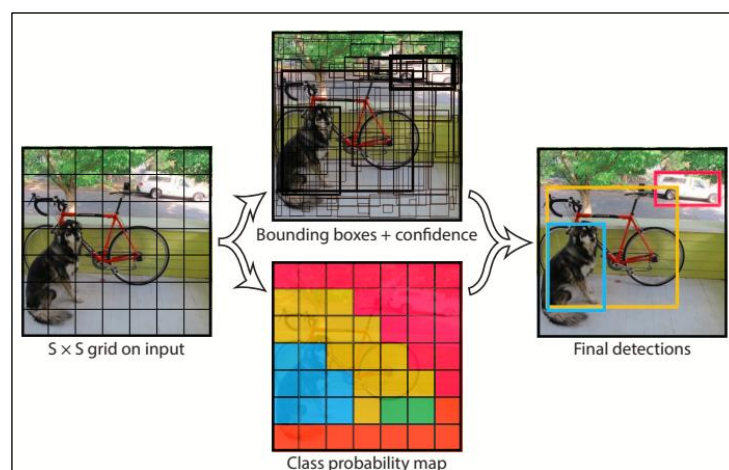 Bounding boxes + confidence
S × S grid on input
Final detections
Class probability map